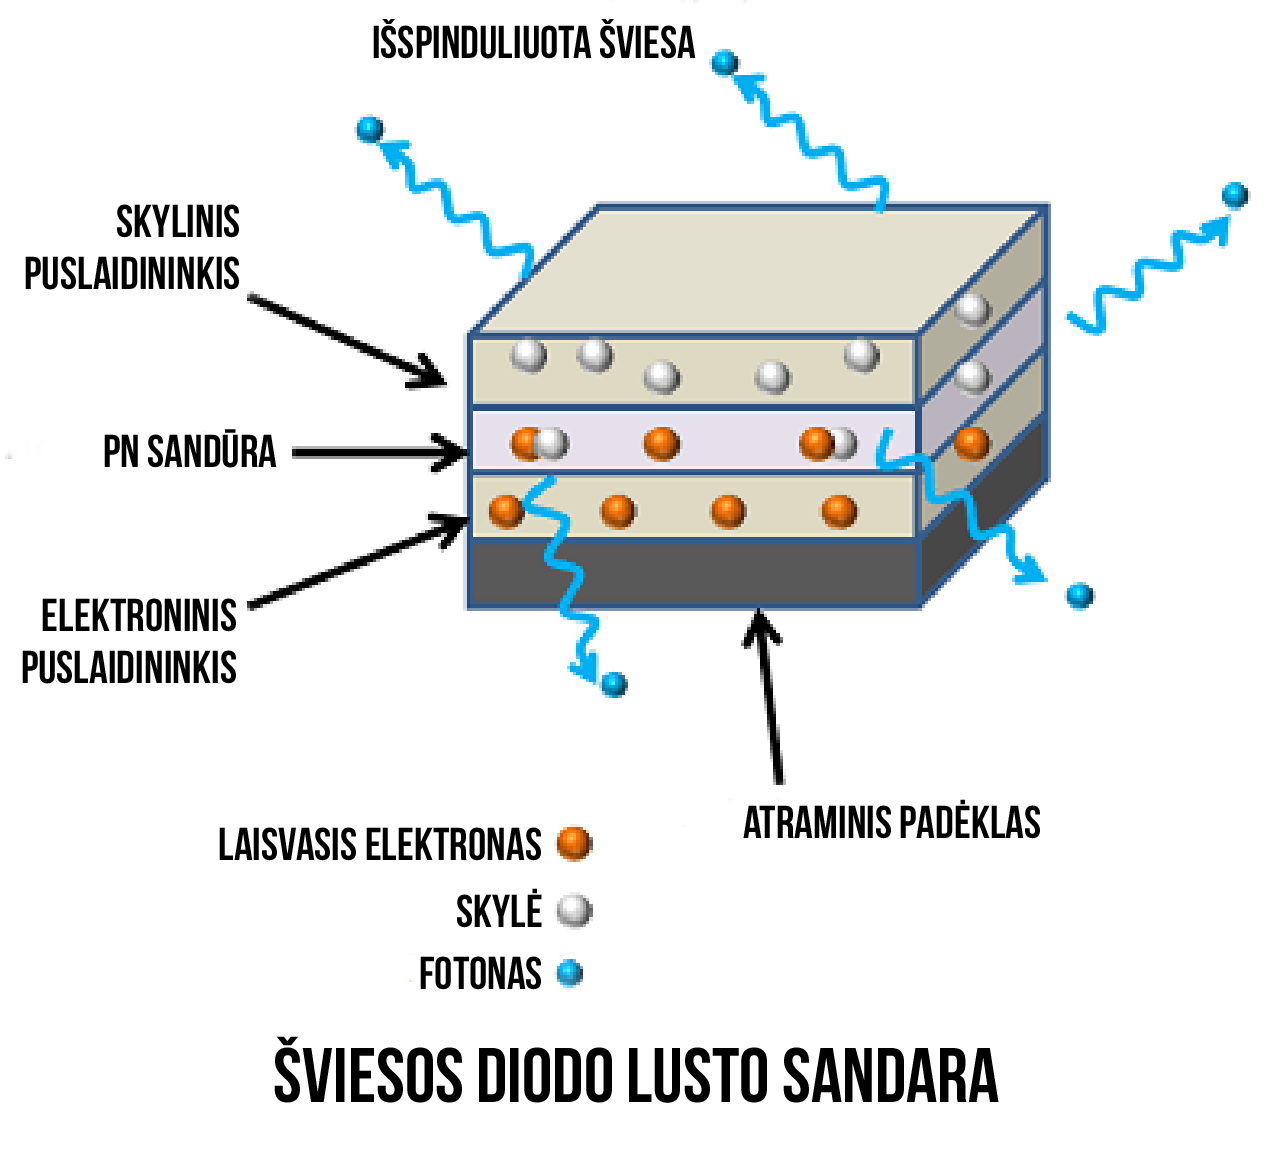 IŠSPINDULIUOTA ŠVIESA
SKYLINIS
PUSLAIDININKIS
PN SANDŪRA
ELEKTRONINIS
PUSLAIDININKIS
ATRAMINIS PADĖKLAS
LAISVASIS ELEKTRONAS
SKYLĖ
FOTONAS
ŠVIESOS DIODO LUSTO SANDARA